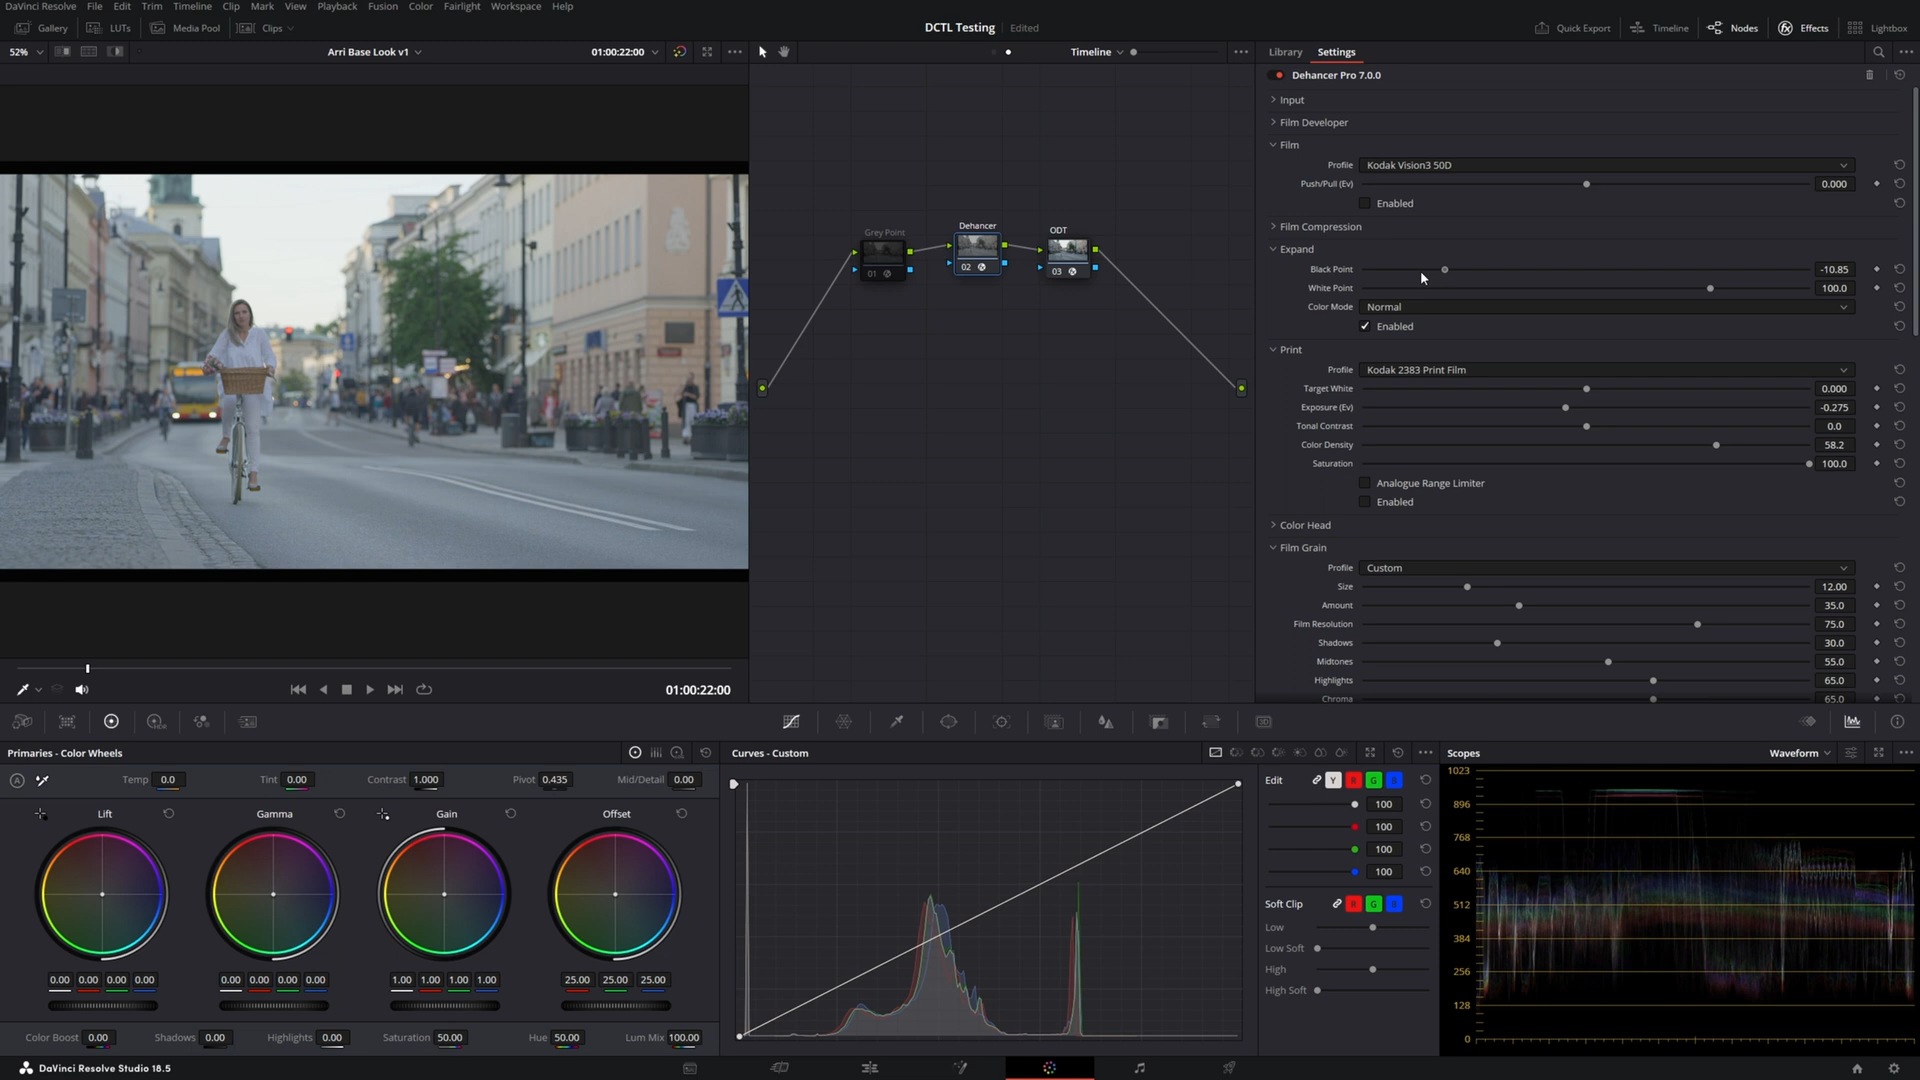 DaVinci Resolve File Edit Trim Timeline Clip Mark View Playback Fusion Color Fairlight Workspace Help
Gallery LUTs Media Pool Clips DCTL Testing Edited Quick Export Timeline Nodes Effects Lightbox
52% Arri Base Look v1 01:00:22:00 Timeline Library Settings
Dehancer Pro 7.0.0
Input
Film Developer
Film
Profile Kodak Vision3 50D
Push/Pull (Ev) 0.000
Enabled
Film Compression
Expand
Black Point -10.85
White Point 100.0
Color Mode Normal
Enabled
Print
Profile Kodak 2383 Print Film
Target White 0.000
Exposure (Ev) -0.275
Tonal Contrast 0.0
Color Density 58.2
Saturation 100.0
Analogue Range Limiter
Enabled
Color Head
Film Grain
Profile Custom
Size 12.00
Amount 35.0
Film Resolution 75.0
Shadows 30.0
Midtones 55.0
Highlights 65.0
Chroma 65.0
Grey Point Dehancer ODT
01 02 03
01:00:22:00
Primaries - Color Wheels
Temp 0.0 Tint 0.00 Contrast 1.000 Pivot 0.435 Mid/Detail 0.00
Lift Gamma Gain Offset
0.00 0.00 0.00 0.00 0.00 0.00 0.00 0.00 1.00 1.00 1.00 1.00 25.00 25.00 25.00
Color Boost 0.00 Shadows 0.00 Highlights 0.00 Saturation 50.00 Hue 50.00 Lum Mix 100.00
Curves - Custom
Edit Y R G B
100
100
100
100
Soft Clip R G B
Low
Low Soft
High
High Soft
Scopes Waveform
1023
896
768
640
512
384
256
128
0
DaVinci Resolve Studio 18.5